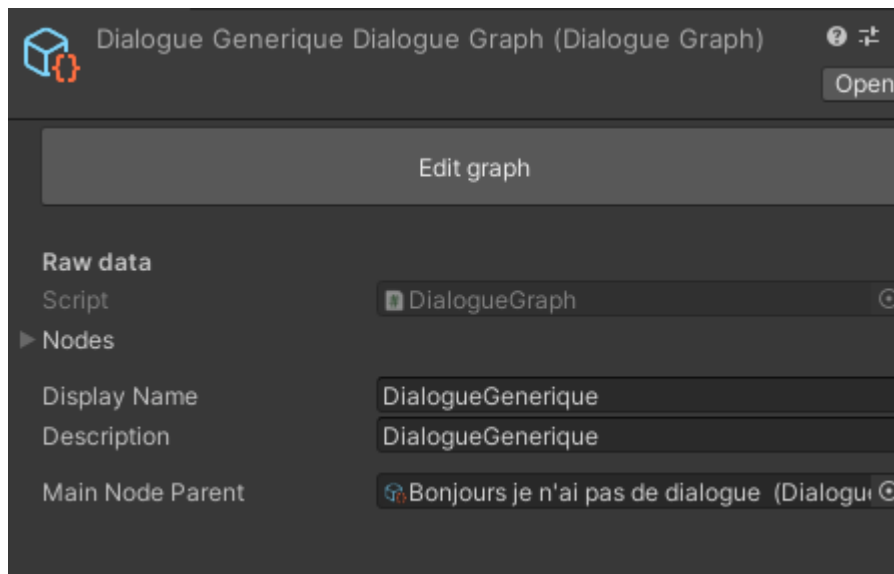 Dialogue Generique Dialogue Graph (Dialogue Graph)
Open
Edit graph
Raw data
Script DialogueGraph
Nodes
Display Name DialogueGenerique
Description DialogueGenerique
Main Node Parent Bonjours je n'ai pas de dialogue (Dialogu